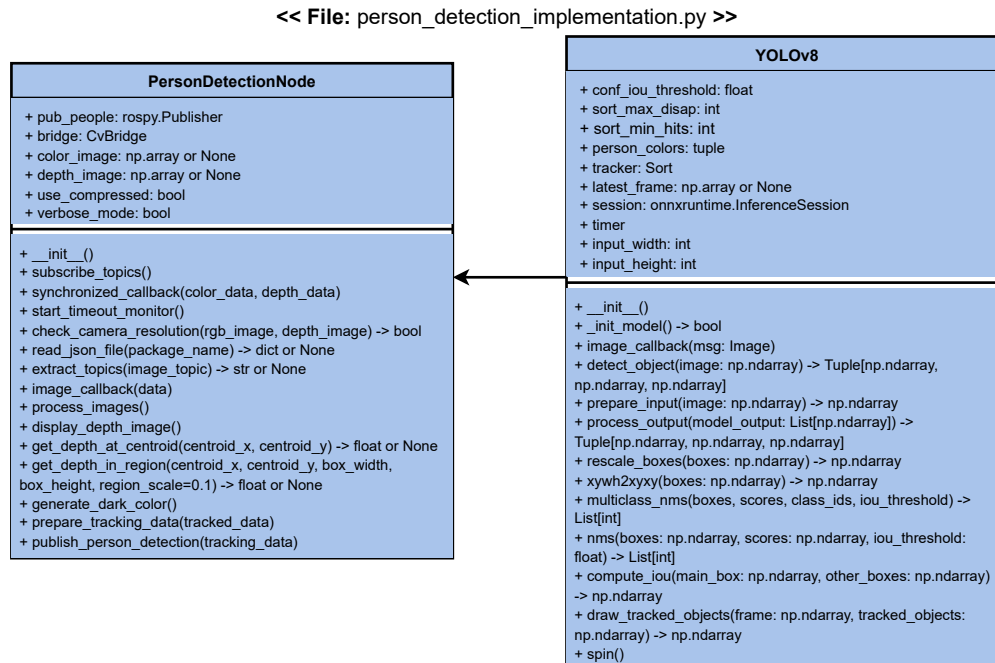 << File: person_detection_implementation.py >>
PersonDetectionNode
+ pub_people: rospy.Publisher
+ bridge: CvBridge
+ color_image: np.array or None
+ depth_image: np.array or None
+ use_compressed: bool
+ verbose_mode: bool
+ __init__()
+ subscribe_topics()
+ synchronized_callback(color_data, depth_data)
+ start_timeout_monitor()
+ check_camera_resolution(rgb_image, depth_image) -> bool
+ read_json_file(package_name) -> dict or None
+ extract_topics(image_topic) -> str or None
+ image_callback(data)
+ process_images()
+ display_depth_image()
+ get_depth_at_centroid(centroid_x, centroid_y) -> float or None
+ get_depth_in_region(centroid_x, centroid_y, box_width,
box_height, region_scale=0.1) -> float or None
+ generate_dark_color()
+ prepare_tracking_data(tracked_data)
+ publish_person_detection(tracking_data)
YOLOv8
+ conf_iou_threshold: float
+ sort_max_disap: int
+ sort_min_hits: int
+ person_colors: tuple
+ tracker: Sort
+ latest_frame: np.array or None
+ session: onnxruntime.InferenceSession
+ timer
+ input_width: int
+ input_height: int
+ __init__()
+ _init_model() -> bool
+ image_callback(msg: Image)
+ detect_object(image: np.ndarray) -> Tuple[np.ndarray,
np.ndarray, np.ndarray]
+ prepare_input(image: np.ndarray) -> np.ndarray
+ process_output(model_output: List[np.ndarray]) ->
Tuple[np.ndarray, np.ndarray, np.ndarray]
+ rescale_boxes(boxes: np.ndarray) -> np.ndarray
+ xywh2xyxy(boxes: np.ndarray) -> np.ndarray
+ multiclass_nms(boxes, scores, class_ids, iou_threshold) ->
List[int]
+ nms(boxes: np.ndarray, scores: np.ndarray, iou_threshold:
float) -> List[int]
+ compute_iou(main_box: np.ndarray, other_boxes: np.ndarray)
-> np.ndarray
+ draw_tracked_objects(frame: np.ndarray, tracked_objects:
np.ndarray) -> np.ndarray
+ spin()